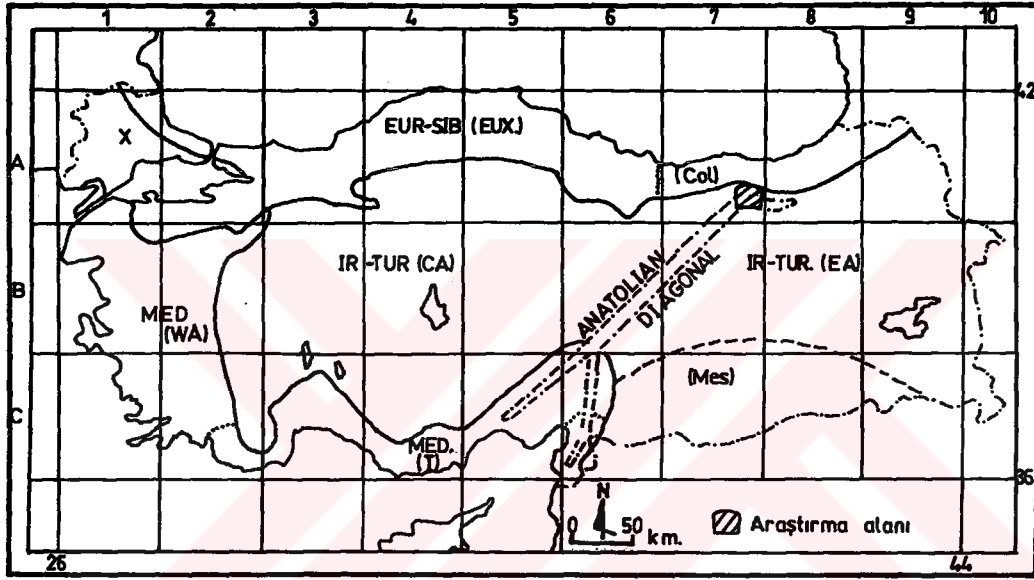 1 2 3 4 5 6 7 8 9 10
42
EUR-SIB (EUX.)
X
A
(Col)
IR-TUR (CA)
ANATOLIAN
DIAGONAL
IR-TUR. (EA)
B
MED
(WA)
(Mes)
C
MED.
(T)
36
N
0 50
km.
Araştırma alanı
26
44